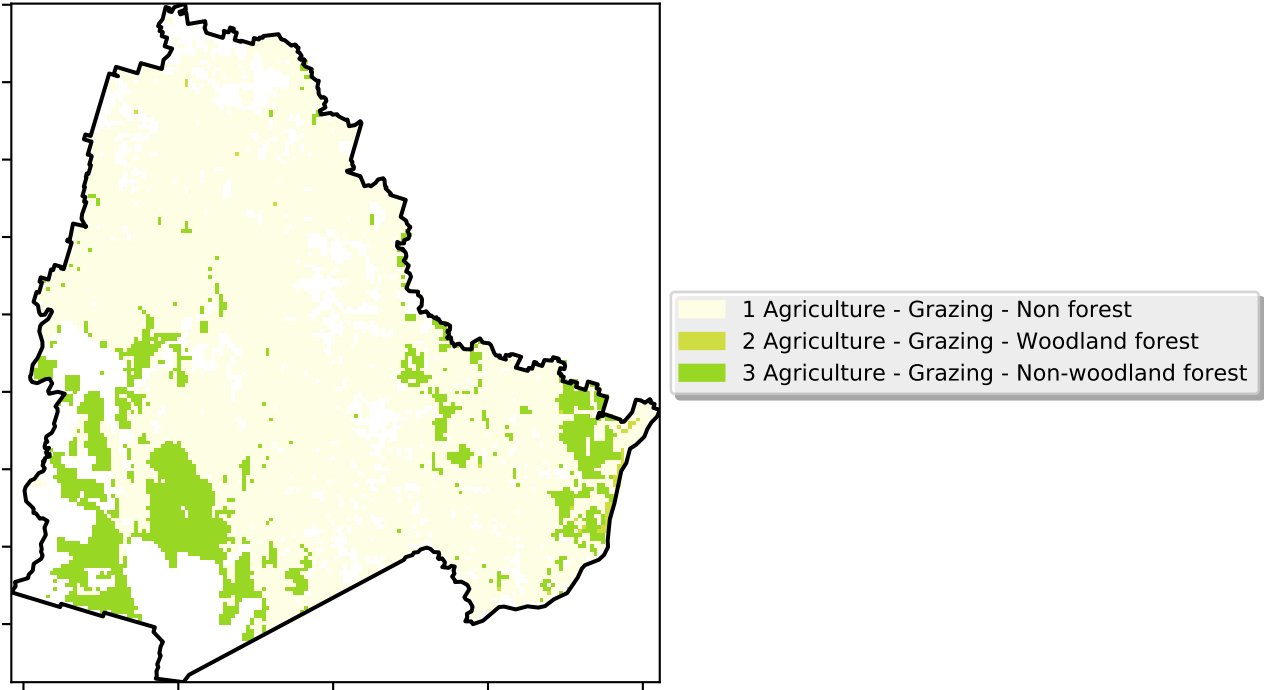 1 Agriculture - Grazing - Non forest
2 Agriculture - Grazing - Woodland forest
3 Agriculture - Grazing - Non-woodland forest